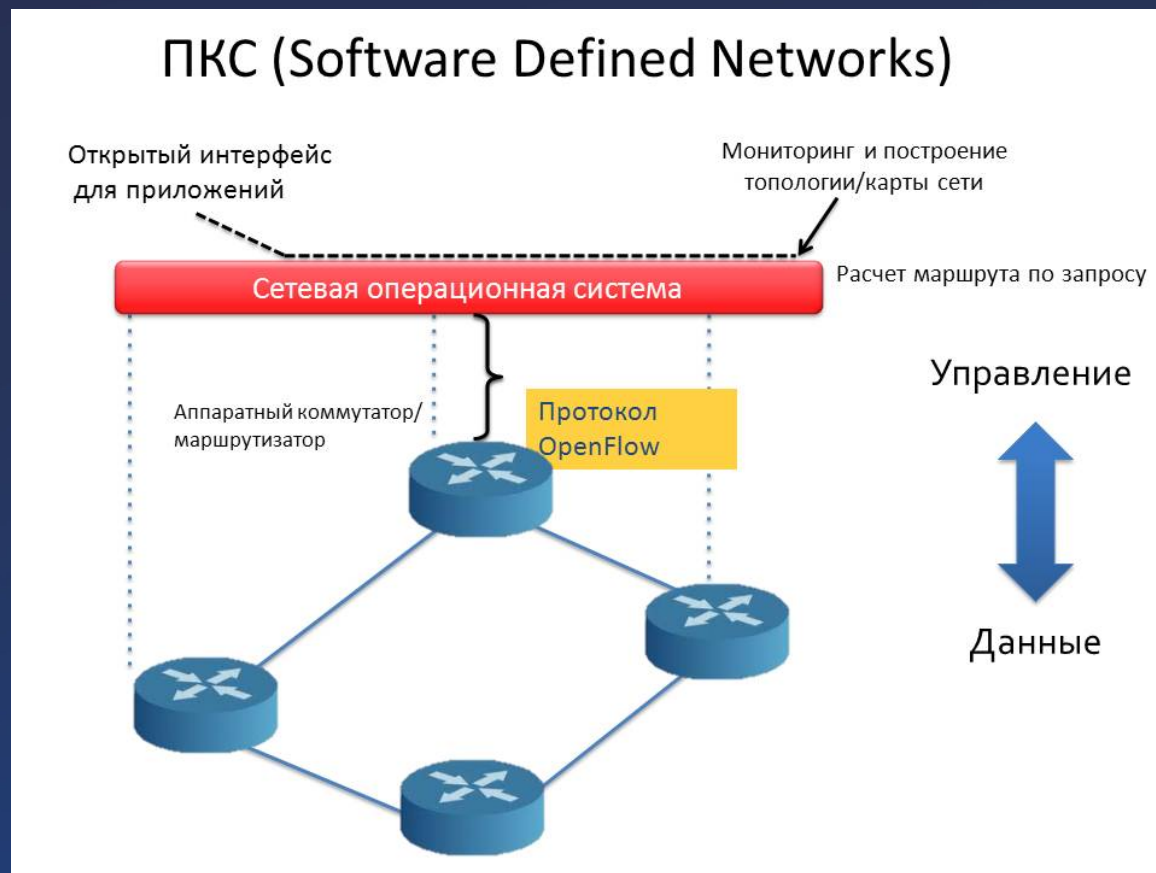 ПКС (Software Defined Networks)
Открытый интерфейс
для приложений
Мониторинг и построение
топологии/карты сети
Сетевая операционная система
Расчет маршрута по запросу
Управление
Аппаратный коммутатор/
маршрутизатор
Протокол
OpenFlow
Данные